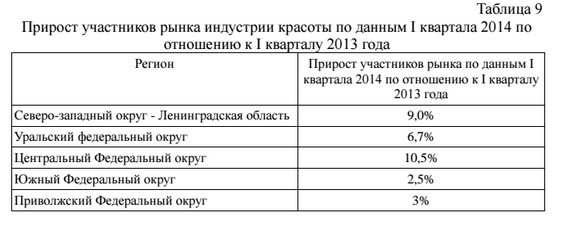 Таблица 9
Прирост участников рынка индустрии красоты по данным I квартала 2014 по
отношению к I кварталу 2013 года
Регион
Прирост участников рынка по данным I
квартала 2014 по отношению к I кварталу
2013 года
Северо-западный округ - Ленинградская область 9,0%
Уральский федеральный округ 6,7%
Центральный Федеральный округ 10,5%
Южный Федеральный округ 2,5%
Приволжский Федеральный округ 3%